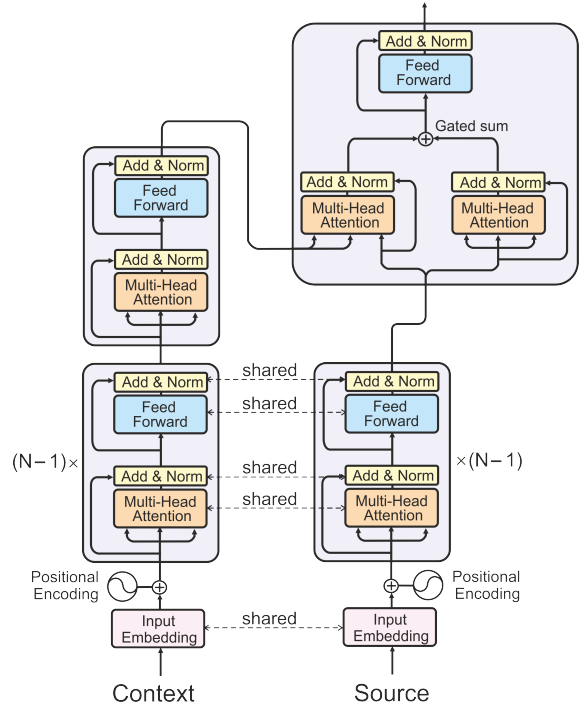 Add & Norm
Feed
Forward
Gated sum
Add & Norm
Multi-Head
Attention
Add & Norm
Multi-Head
Attention
Add & Norm
Feed
Forward
Add & Norm
Multi-Head
Attention
Add & Norm
shared
Add & Norm
Feed
Forward
shared
Feed
Forward
(N−1)×
×(N−1)
Add & Norm
shared
Add & Norm
Multi-Head
Attention
shared
Multi-Head
Attention
Positional
Encoding
Positional
Encoding
Input
Embedding
shared
Input
Embedding
Context
Source